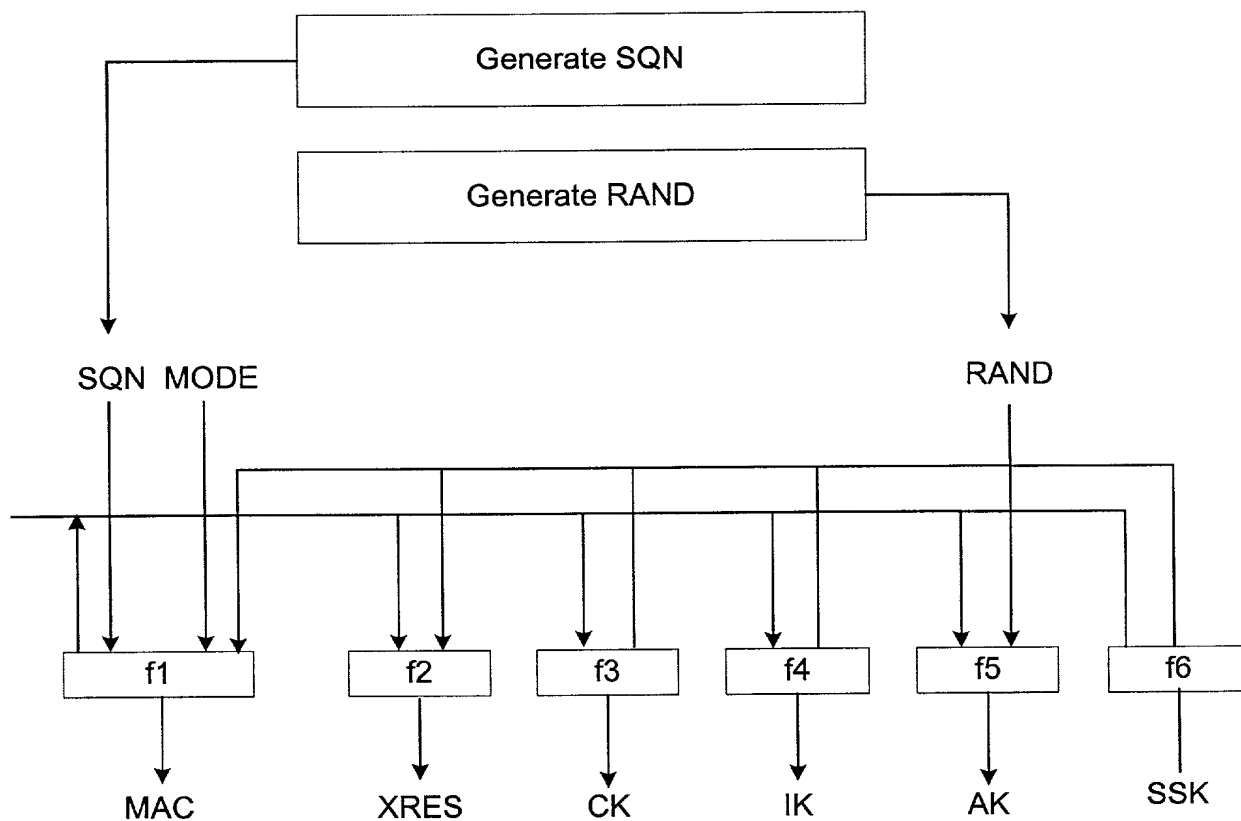 Generate SQN
Generate RAND
SQN MODE
RAND
f1 f2 f3 f4 f5 f6
MAC XRES CK IK AK SSK